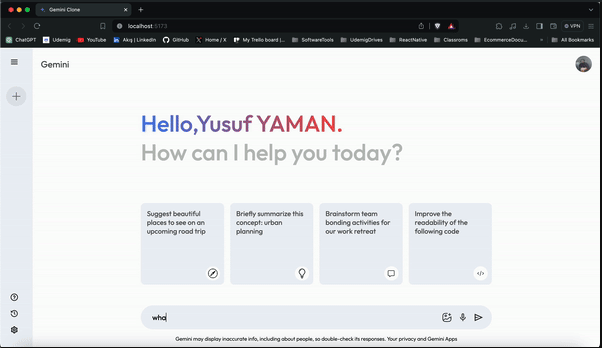 Gemini Clone
localhost:5173
VPN
ChatGPT Udemig YouTube Akış | LinkedIn GitHub Home / X My Trello board |... SoftwareTools UdemigDrives ReactNative Classroms EcommerceDocu... » All Bookmarks
Gemini
Hello,Yusuf YAMAN.
How can I help you today?
Suggest beautiful
places to see on an
upcoming road trip
Briefly summarize this
concept: urban
planning
Brainstorm team
bonding activities for
our work retreat
Improve the
readability of the
following code
wha
Gemini may display inaccurate info, including about people, so double-check its responses. Your privacy and Gemini Apps